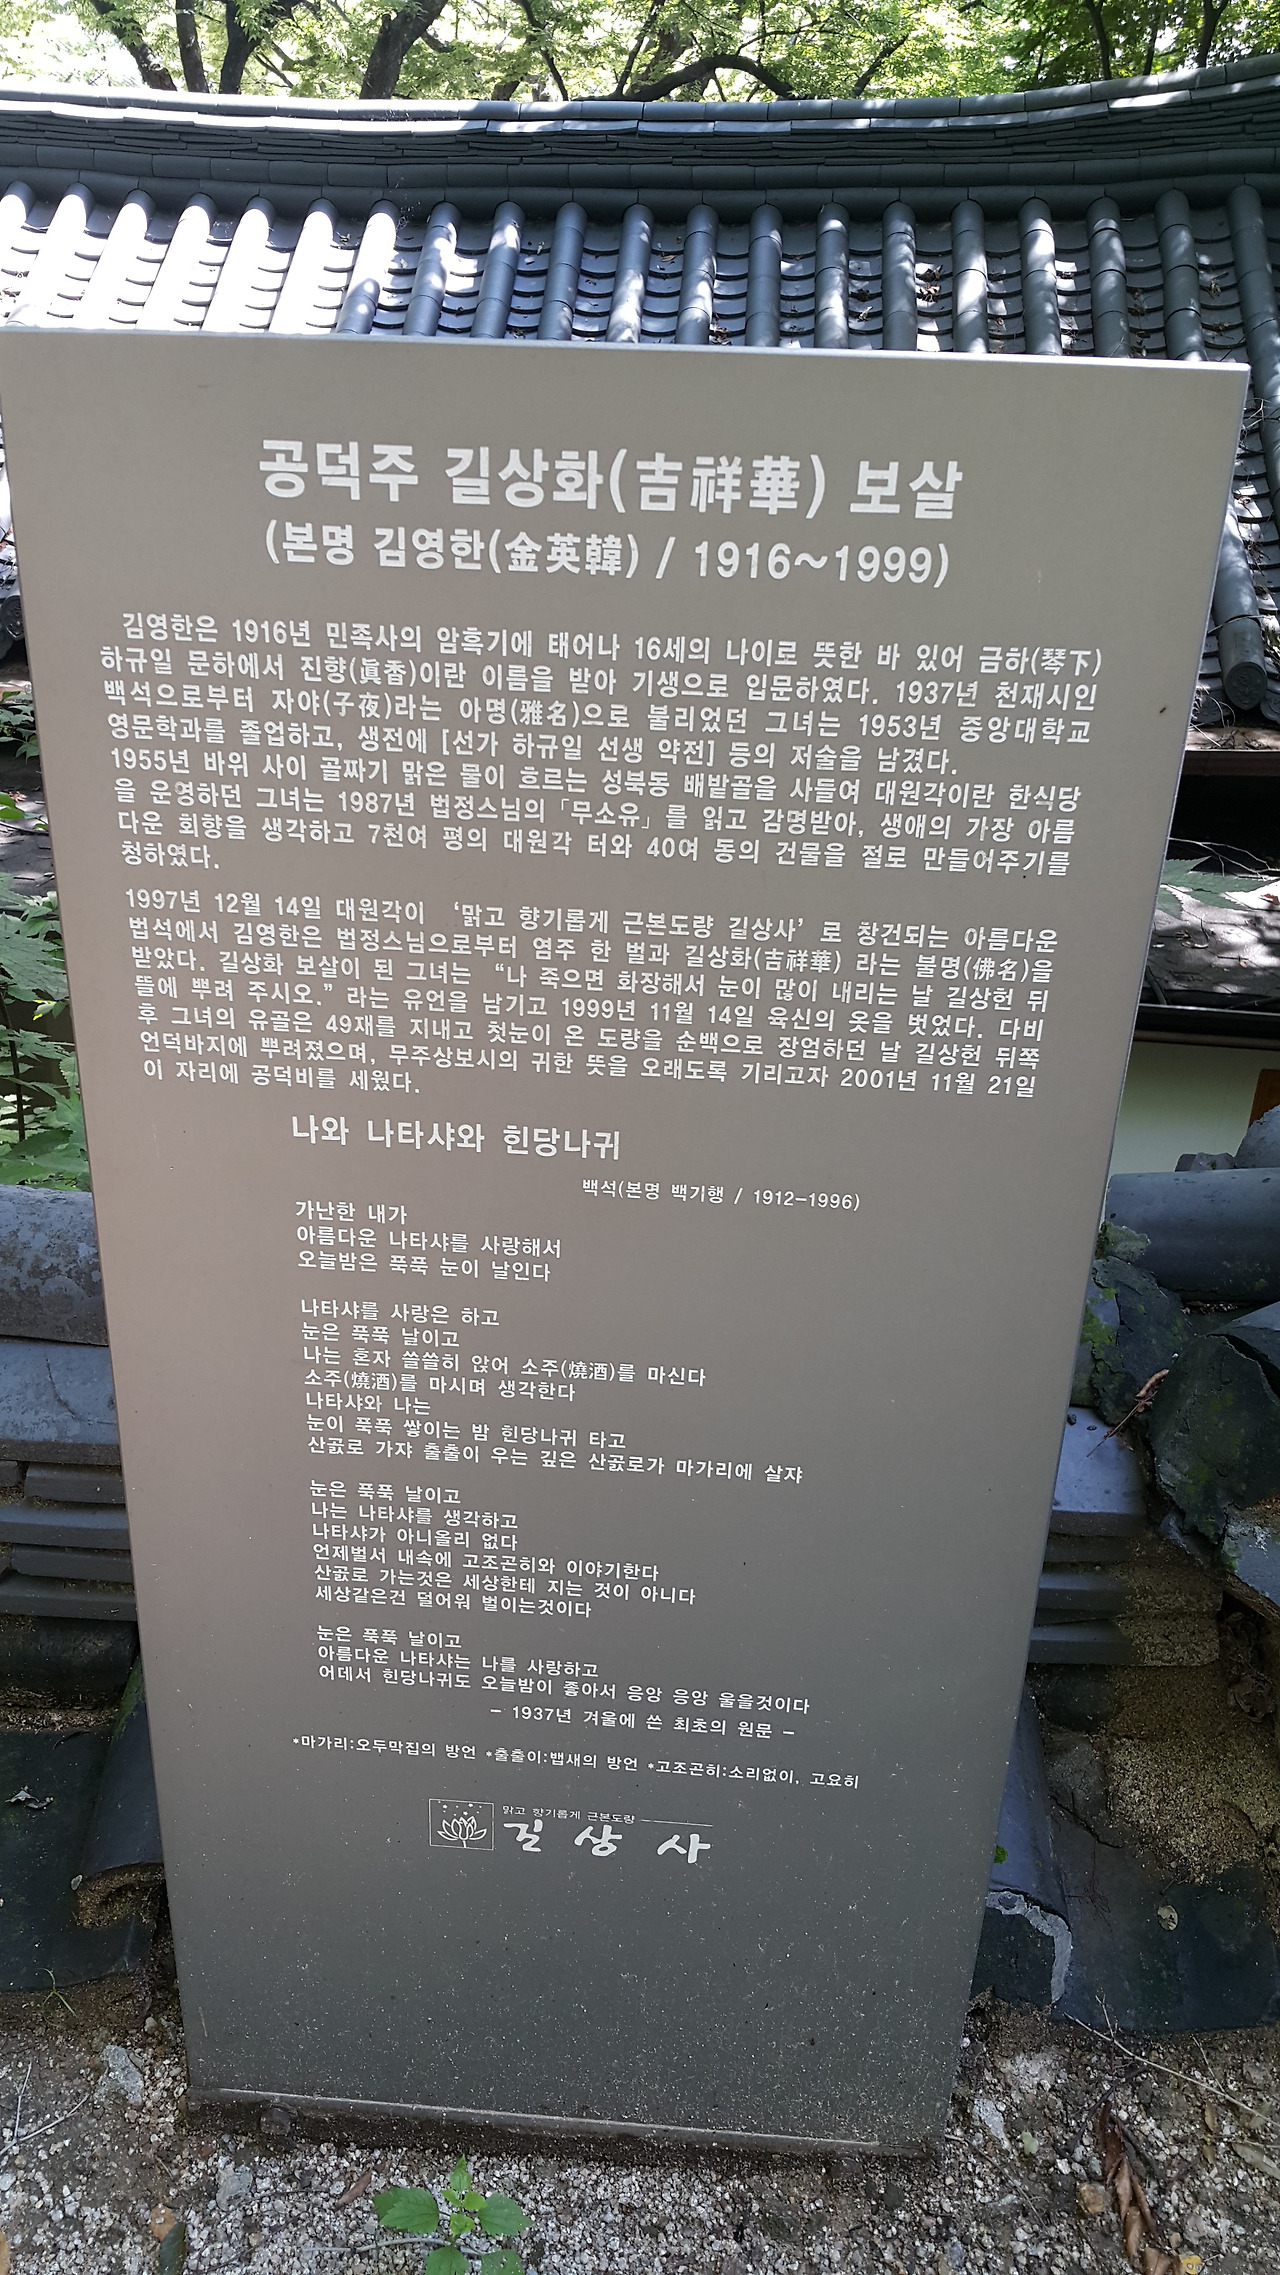 공덕주 길상화(吉祥華) 보살
(본명 김영한(金英韓) / 1916~1999)
김영한은 1916년 민족사의 암흑기에 태어나 16세의 나이로 뜻한 바 있어 금하(琴下)
하규일 문하에서 진향(眞香)이란 이름을 받아 기생으로 입문하였다. 1937년 천재시인
백석으로부터 자야(子夜)라는 아명(雅名)으로 불리었던 그녀는 1953년 중앙대학교
영문학과를 졸업하고, 생전에 [선가 하규일 선생 약전] 등의 저술을 남겼다.
1955년 바위 사이 골짜기 맑은 물이 흐르는 성북동 배밭골을 사들여 대원각이란 한식당
을 운영하던 그녀는 1987년 법정스님의「무소유」를 읽고 감명받아, 생애의 가장 아름
다운 회향을 생각하고 7천여 평의 대원각 터와 40여 동의 건물을 절로 만들어주기를
청하였다.
1997년 12월 14일 대원각이 ‘맑고 향기롭게 근본도량 길상사’로 창건되는 아름다운
법석에서 김영한은 법정스님으로부터 염주 한 벌과 길상화(吉祥華) 라는 불명(佛名)을
받았다. 길상화 보살이 된 그녀는 “나 죽으면 화장해서 눈이 많이 내리는 날 길상헌 뒤
뜰에 뿌려 주시오.” 라는 유언을 남기고 1999년 11월 14일 육신의 옷을 벗었다. 다비
후 그녀의 유골은 49재를 지내고 첫눈이 온 도량을 순백으로 장엄하던 날 길상헌 뒤쪽
언덕바지에 뿌려졌으며, 무주상보시의 귀한 뜻을 오래도록 기리고자 2001년 11월 21일
이 자리에 공덕비를 세웠다.
나와 나타샤와 힌당나귀
백석(본명 백기행 / 1912-1996)
가난한 내가
아름다운 나타샤를 사랑해서
오늘밤은 푹푹 눈이 날인다
나타샤를 사랑은 하고
눈은 푹푹 날이고
나는 혼자 쓸쓸히 앉어 소주(燒酒)를 마신다
소주(燒酒)를 마시며 생각한다
나타샤와 나는
눈이 푹푹 쌓이는 밤 힌당나귀 타고
산곬로 가쟈 출출이 우는 깊은 산곬로가 마가리에 살쟈
눈은 푹푹 날이고
나는 나타샤를 생각하고
나타샤가 아니올리 없다
언제벌서 내속에 고조곤히와 이야기한다
산곬로 가는것은 세상한테 지는 것이 아니다
세상같은건 덜어워 벌이는것이다
눈은 푹푹 날이고
아름다운 나타샤는 나를 사랑하고
어데서 힌당나귀도 오늘밤이 좋아서 응앙 응앙 울을것이다
- 1937년 겨울에 쓴 최초의 원문 -
*마가리:오두막집의 방언 *출출이:뱁새의 방언 *고조곤히:소리없이, 고요히
맑고 향기롭게 근본도량
길상사